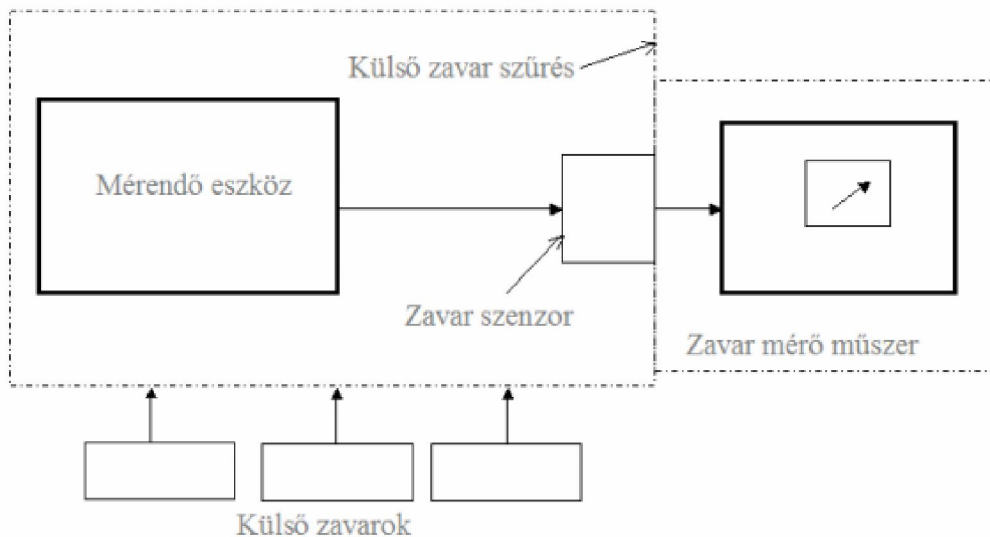 Külső zavar szűrés
Mérendő eszköz
Zavar szenzor
Zavar mérő műszer
Külső zavarok